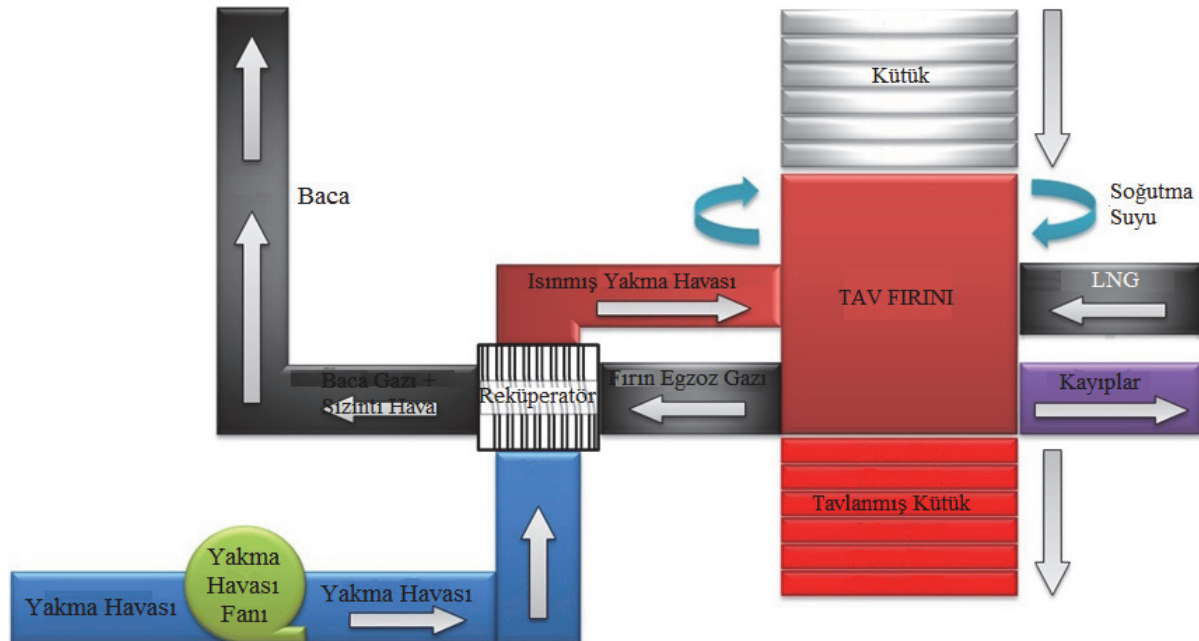 Kütük
Baca
Soğutma
Suyu
Isınmış Yakma Havası
TAV FIRINI
LNG
Baca Gazı +
Sızıntı Hava
Reküperatör
Fırın Egzoz Gazı
Kayıplar
Tavlanmış Kütük
Yakma Havası
Yakma
Havası
Fanı
Yakma Havası